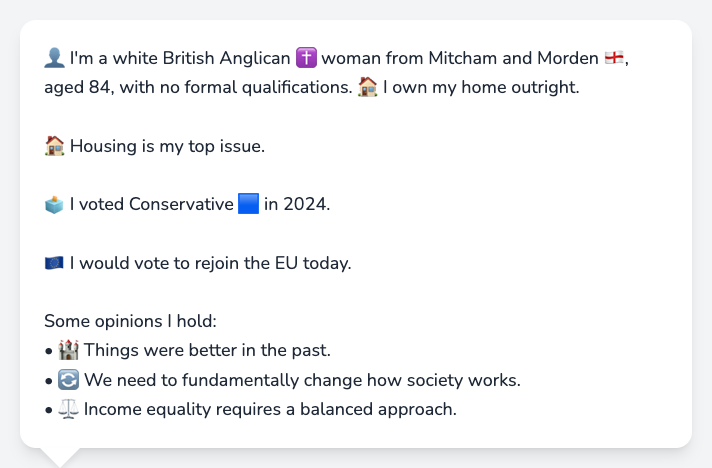 👤 I'm a white British Anglican ✝️ woman from Mitcham and Morden 🏴󠁧󠁢󠁥󠁮󠁧󠁿,
aged 84, with no formal qualifications. 🏠 I own my home outright.
🏠 Housing is my top issue.
🗳️ I voted Conservative 🟦 in 2024.
🇪🇺 I would vote to rejoin the EU today.
Some opinions I hold:
• 🏰 Things were better in the past.
• 🔄 We need to fundamentally change how society works.
• ⚖️ Income equality requires a balanced approach.